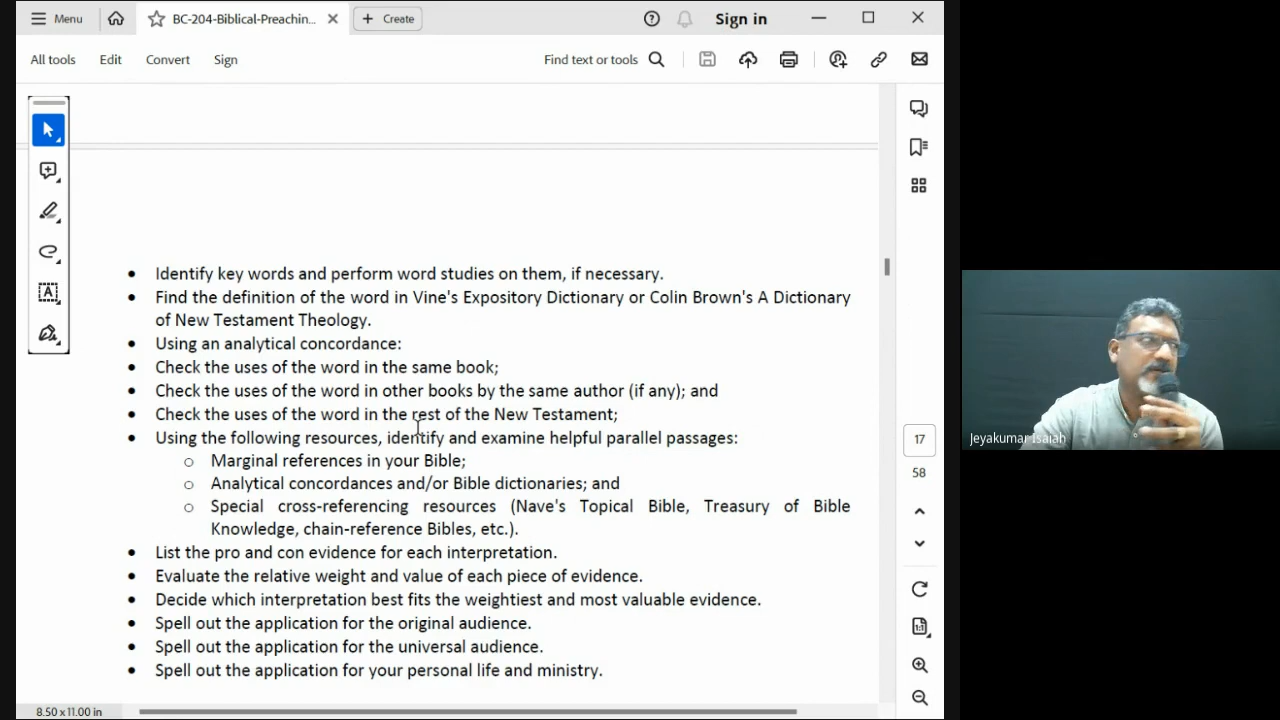 Menu
BC-204-Biblical-Preachin...
Create
Sign in
All tools
Edit
Convert
Sign
Find text or tools
• Identify key words and perform word studies on them, if necessary.
• Find the definition of the word in Vine's Expository Dictionary or Colin Brown's A Dictionary
of New Testament Theology.
• Using an analytical concordance:
• Check the uses of the word in the same book;
• Check the uses of the word in other books by the same author (if any); and
• Check the uses of the word in the rest of the New Testament;
• Using the following resources, identify and examine helpful parallel passages:
o Marginal references in your Bible;
o Analytical concordances and/or Bible dictionaries; and
o Special cross-referencing resources (Nave's Topical Bible, Treasury of Bible
Knowledge, chain-reference Bibles, etc.).
• List the pro and con evidence for each interpretation.
• Evaluate the relative weight and value of each piece of evidence.
• Decide which interpretation best fits the weightiest and most valuable evidence.
• Spell out the application for the original audience.
• Spell out the application for the universal audience.
• Spell out the application for your personal life and ministry.
17
58
1:1
8.50 x 11.00 in
Jeyakumar Isaiah